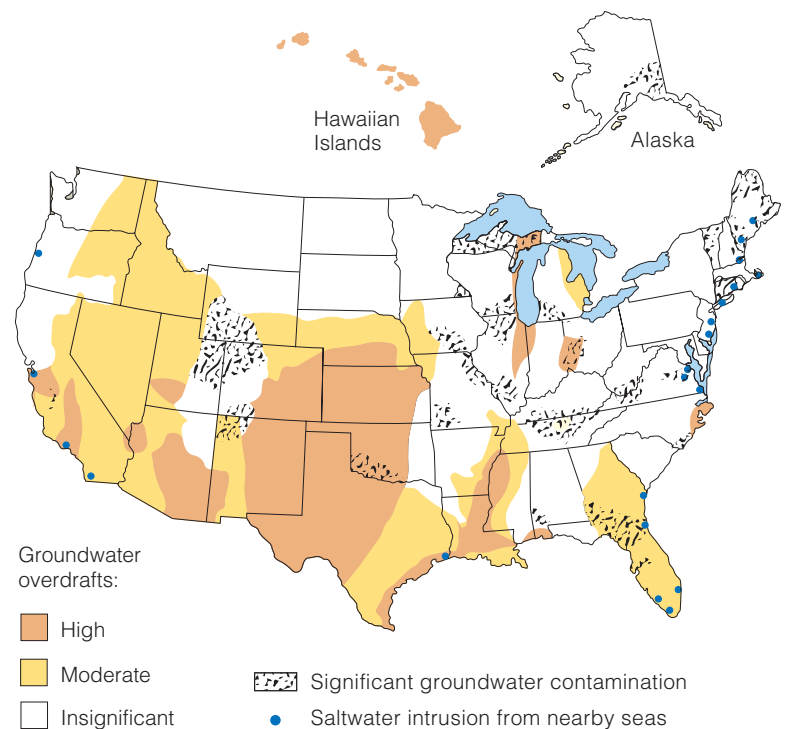 Hawaiian
Islands
Alaska
Groundwater
overdrafts:
High
Moderate
Insignificant
Significant groundwater contamination
Saltwater intrusion from nearby seas